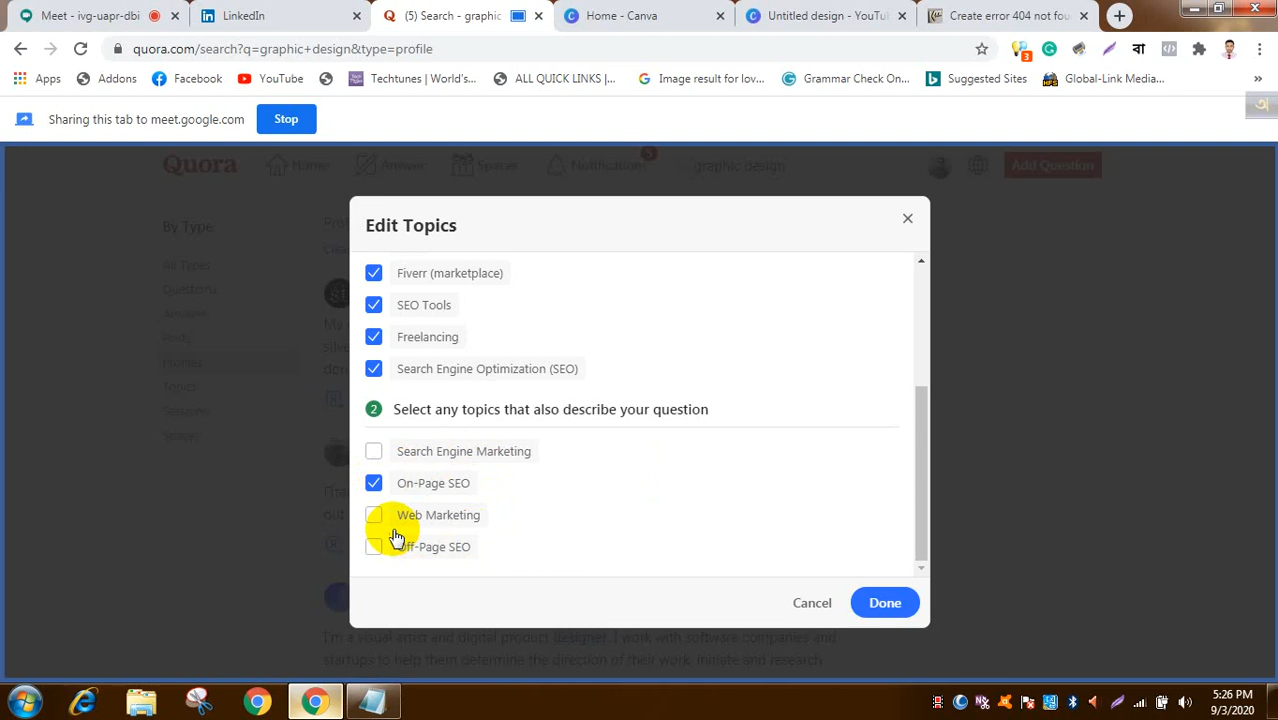 Meet - ivg-uapr-dbi
LinkedIn
(5) Search - graphic
Home - Canva
Untitled design - YouTu
Create error 404 not fou
quora.com/search?q=graphic+design&type=profile
Apps
Addons
Facebook
YouTube
Techtunes | World's...
ALL QUICK LINKS |...
Image result for lov...
Grammar Check On...
Suggested Sites
Global-Link Media...
»
Sharing this tab to meet.google.com
Stop
Quora
Home
Answer
Spaces
Notifications
5
graphic design
Add Question
By Type
All Types
Questions
Answers
Posts
Profiles
Topics
Sessions
Spaces
Edit Topics
Fiverr (marketplace)
SEO Tools
Freelancing
Search Engine Optimization (SEO)
2 Select any topics that also describe your question
Search Engine Marketing
On-Page SEO
Web Marketing
Off-Page SEO
Cancel
Done
I'm a visual artist and digital product designer. I work with software companies and
startups to help them determine the direction of their work, initiate and research
5:26 PM
9/3/2020